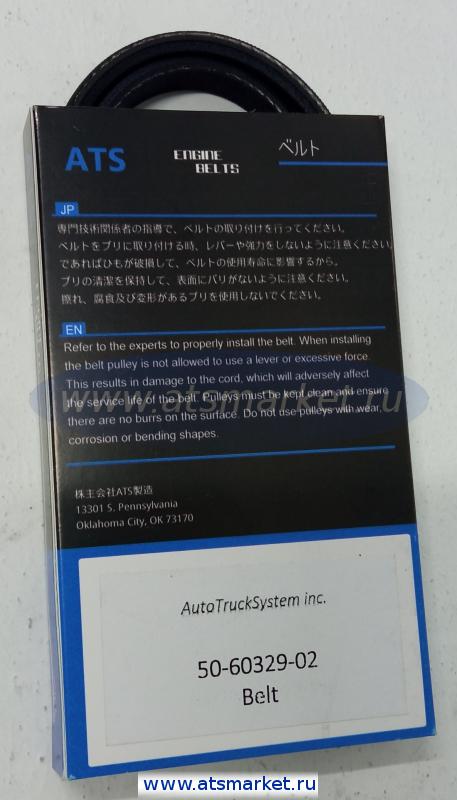 ATS
ENGINE
BELTS
ベルト
JP
専門技術関係者の指導で、ベルトの取り付けを行ってください。
ベルトをプリに取り付ける時、レバーや強力をしないように注意ください、
であればひもが破損して、ベルトの使用寿命に影響するから。
プリの清潔を保持して、表面にバリがないように注意ください。
擦れ、腐食及び変形があるプリを使用しないでください。
EN
Refer to the experts to properly install the belt. When installing
the belt pulley is not allowed to use a lever or excessive force.
This results in damage to the cord, which will adversely affect
the service life of the belt. Pulleys must be kept clean and ensure
there are no burrs on the surface. Do not use pulleys with wear,
corrosion or bending shapes.
www.atsmarket.ru
株主会社ATS製造
13301 S. Pennsylvania
Oklahoma City, OK 73170
AutoTruckSystem inc.
50-60329-02
Belt
www.atsmarket.ru